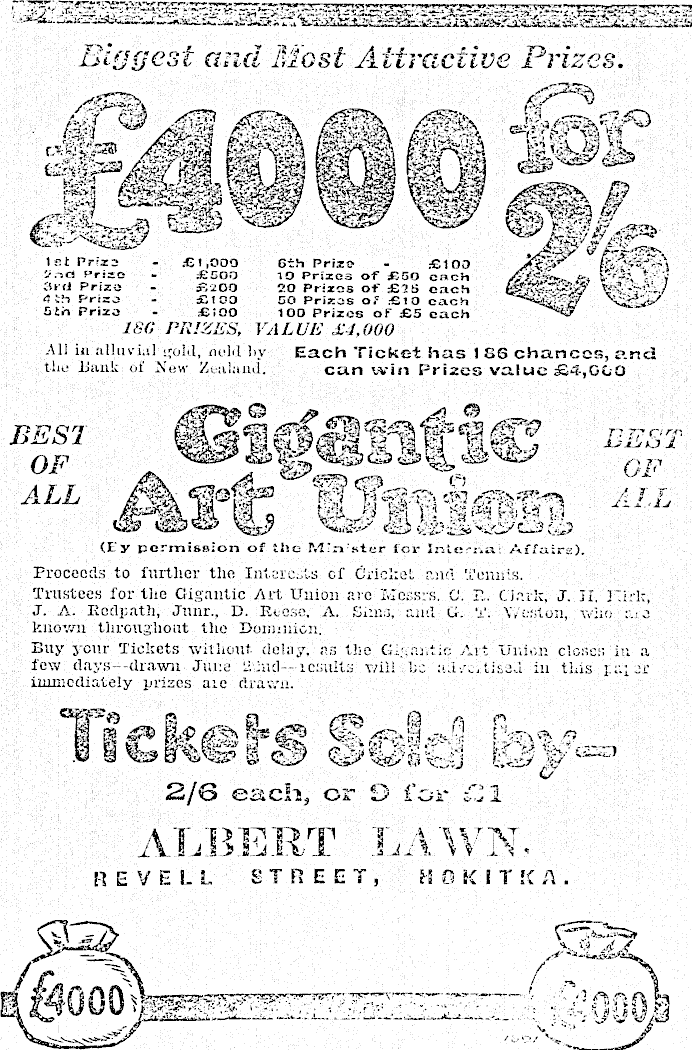 Biggest and Most Attractive Prizes.
£4000 for 2/6
1st Prize - £1,000
2nd Prize - £500
3rd Prize - £200
4th Prize - £100
5th Prize - £100
6th Prize - £100
10 Prizes of £50 each
20 Prizes of £25 each
50 Prizes of £10 each
100 Prizes of £5 each
186 PRIZES, VALUE £4,000
All in alluvial gold, held by
the Bank of New Zealand.
Each Ticket has 186 chances, and
can win Prizes value £4,000
BEST
OF
ALL
Gigantic
Art Union
BEST
OF
ALL
(By permission of the Minister for Internal Affairs).
Proceeds to further the Interests of Cricket and Tennis.
Trustees for the Gigantic Art Union are Messrs. C. E. Clark, J. H. Kirk,
J. A. Redpath, Junr., D. Reese, A. Sims, and G. T. Weston, who are
known throughout the Dominion.
Buy your Tickets without delay, as the Gigantic Art Union closes in a
few days--drawn June 22nd--results will be advertised in this paper
immediately prizes are drawn.
Tickets Sold by—
2/6 each, or 9 for £1
ALBERT LAWN,
REVELL STREET, HOKITKA.
£4000
£4000